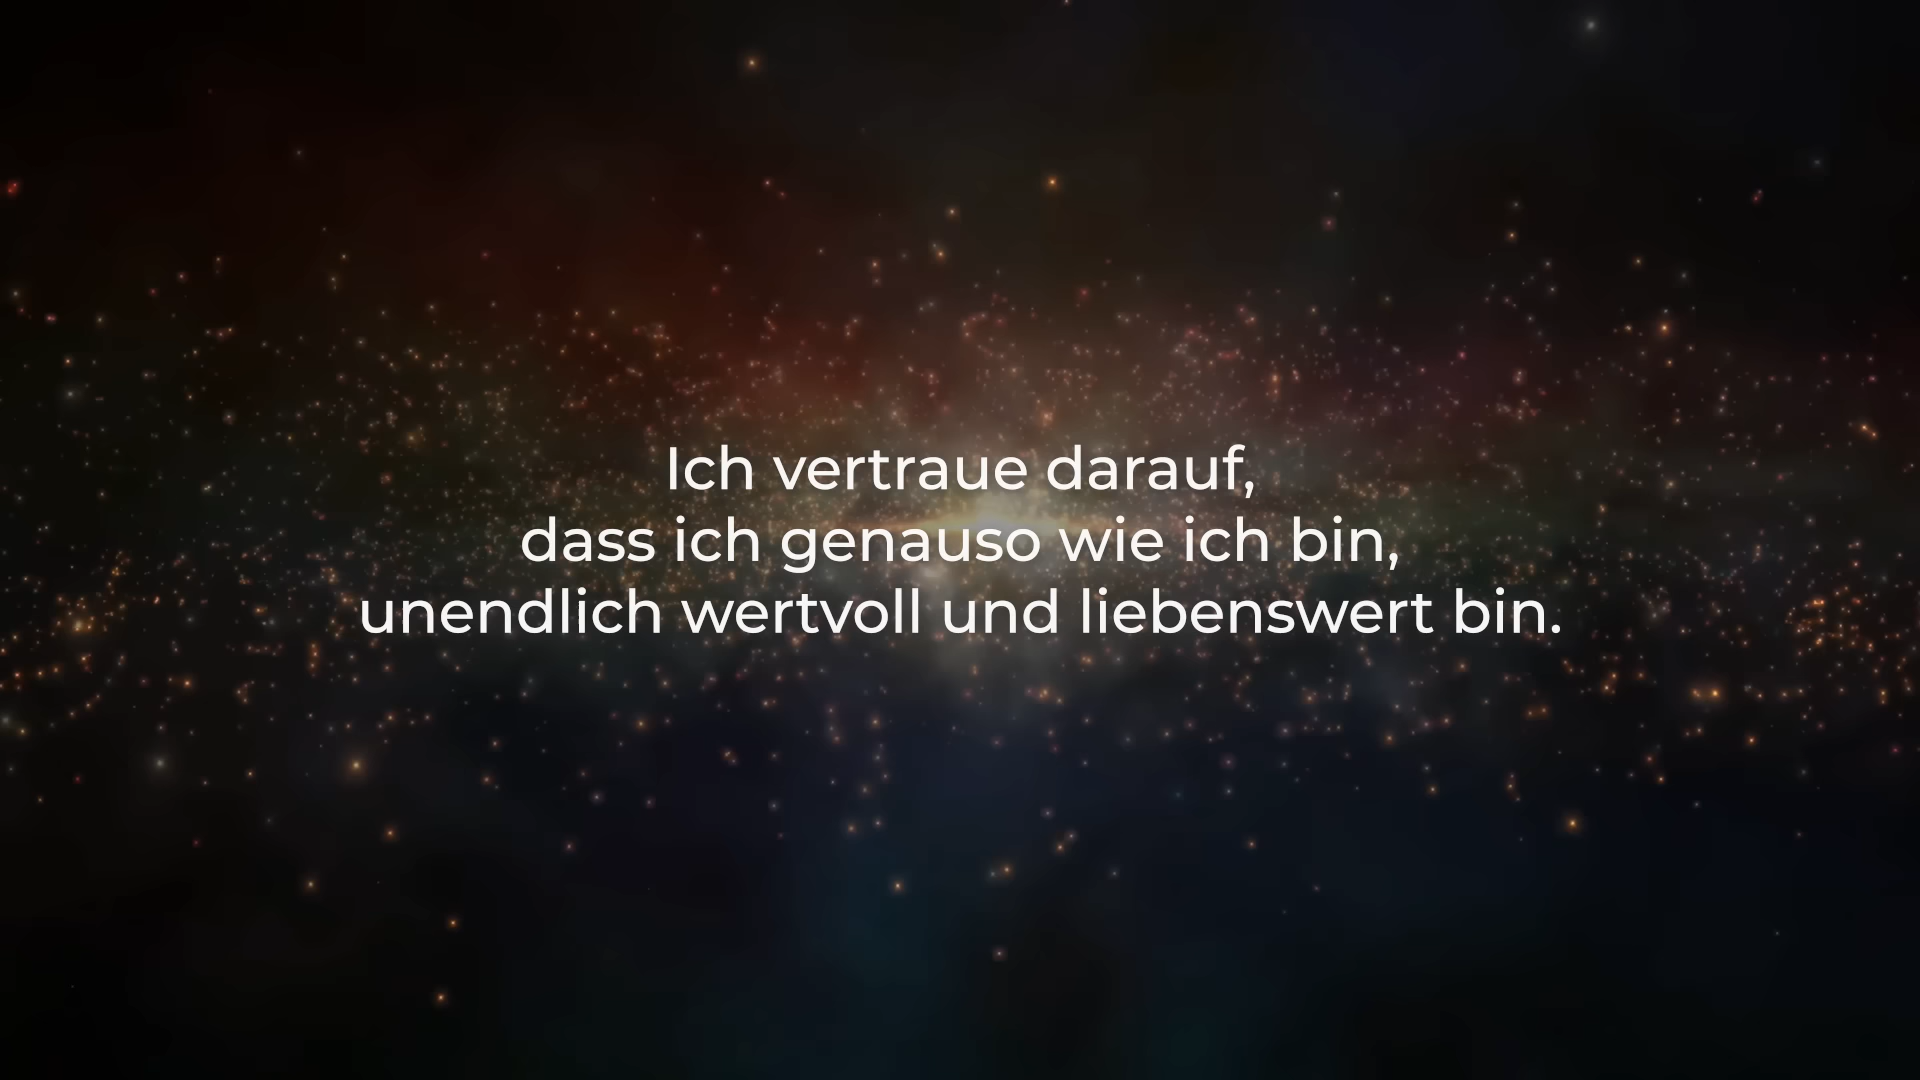 Ich vertraue darauf,
dass ich genauso wie ich bin,
unendlich wertvoll und liebenswert bin.